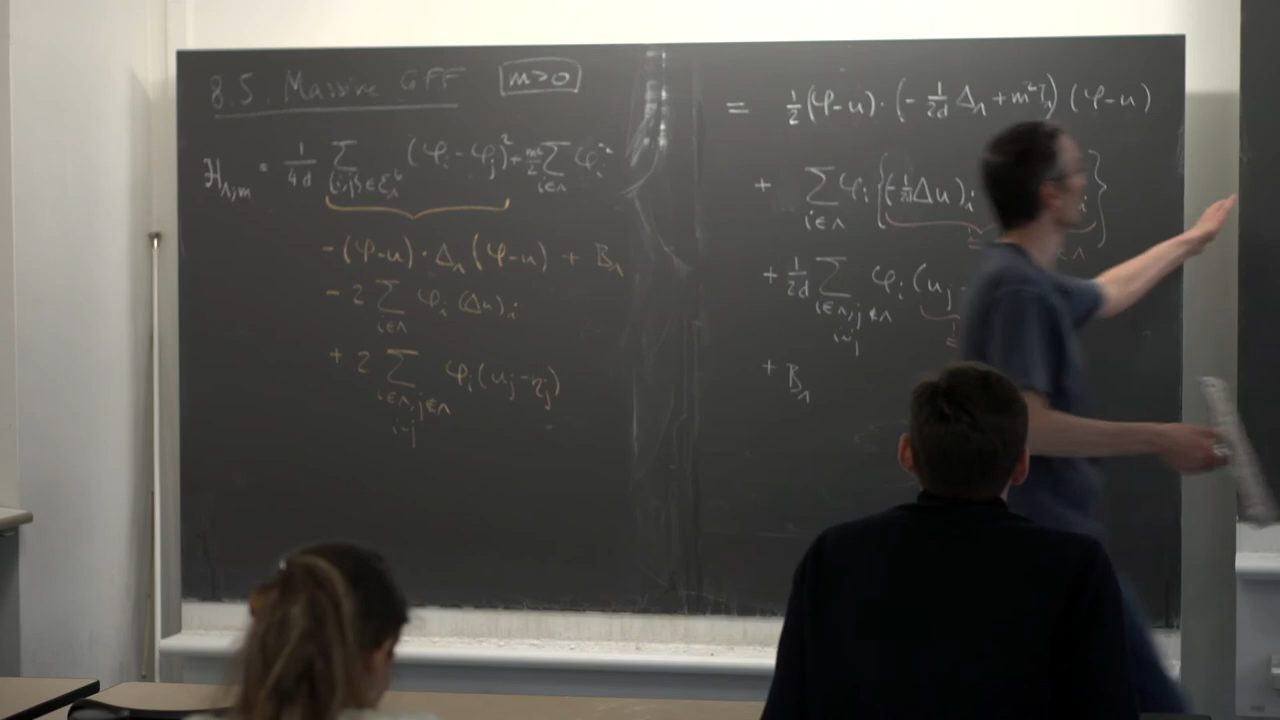 8.5. Massive GFF  m>0
ℋ_{Λ;m} = 1/4d ∑_{{i,j}∈ℰ_Λ^b} (φ_i - φ_j)² + m²/2 ∑_{i∈Λ} φ_i²
-(φ-u)·Δ_Λ(φ-u) + B_Λ
- 2 ∑_{i∈Λ} φ_i (Δu)_i
+ 2 ∑_{i∈Λ, j∉Λ, i~j} φ_i(u_j - η_j)
= 1/2 (φ-u)·(-1/2d Δ_Λ + m² 1_Λ)(φ-u)
+ ∑_{i∈Λ} φ_i {(-1/2d Δu)_i
+ 1/2d ∑_{i∈Λ, j∉Λ, i~j} φ_i(u_j -
+ B_Λ